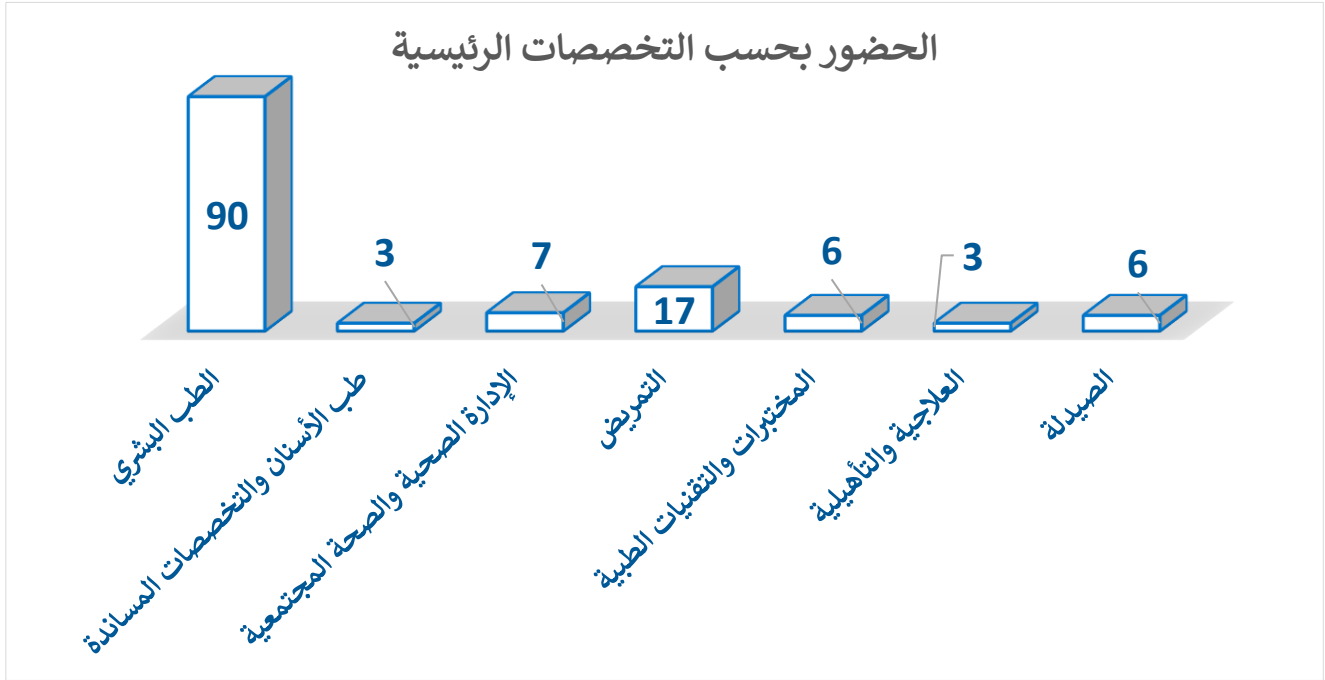 الحضور بحسب التخصصات الرئيسية
90
3
7
17
6
3
6
الطب البشري
طب الأسنان والتخصصات المساندة
الإدارة الصحية والصحة المجتمعية
التمريض
المختبرات والتقنيات الطبية
العلاجية والتأهيلية
الصيدلة